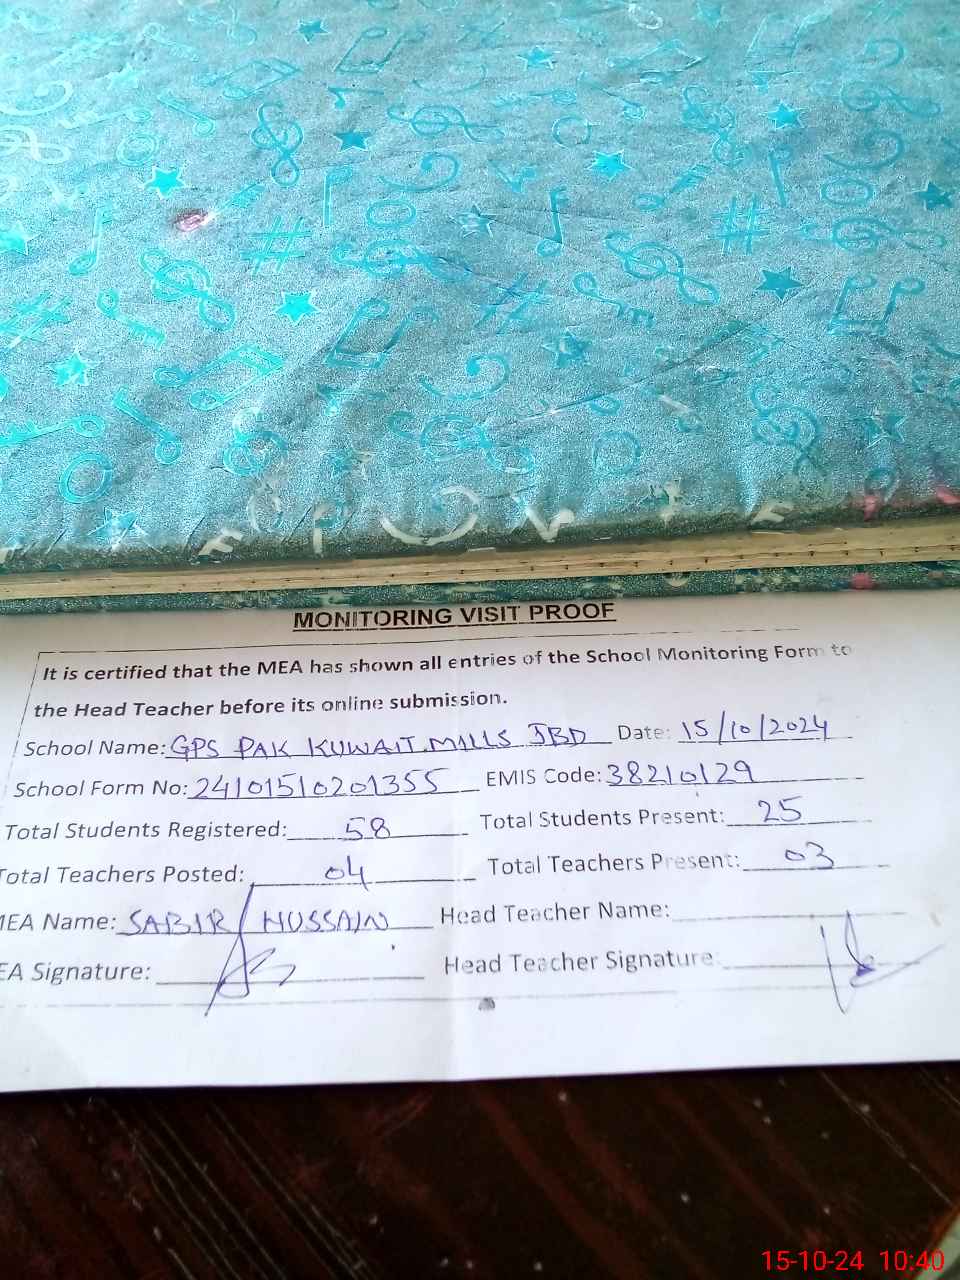 MONITORING VISIT PROOF
It is certified that the MEA has shown all entries of the School Monitoring Form to
the Head Teacher before its online submission.
School Name: GPS PAK KUWAIT MILLS JBD Date: 15/10/2024
School Form No: 24101510201355 EMIS Code: 38210129
Total Students Registered: 58 Total Students Present: 25
Total Teachers Posted: 04 Total Teachers Present: 03
MEA Name: SABIR HUSSAIN Head Teacher Name:
EA Signature: Head Teacher Signature:
15-10-24 10:40